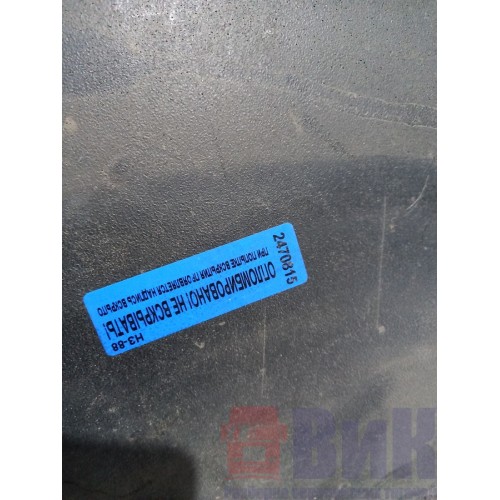 НЗ-88
ОПЛОМБИРОВАНО! НЕ ВСКРЫВАТЬ!
ПРИ ПОПЫТКЕ ВСКРЫТИЯ ПРОЯВЛЯЕТСЯ НАДПИСЬ ВСКРЫТО
2470815
ВиК